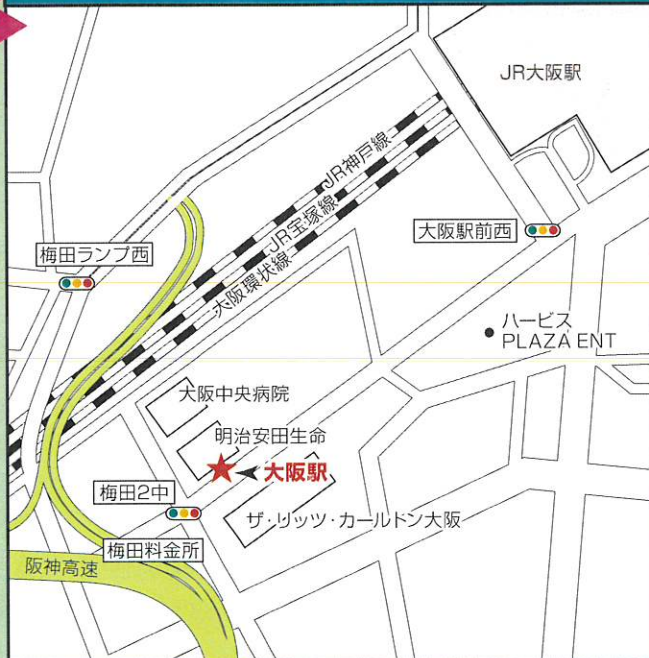 JR大阪駅
JR神戸線
JR宝塚線
大阪環状線
大阪駅前西
梅田ランプ西
ハービス
PLAZA ENT
大阪中央病院
明治安田生命
大阪駅
梅田2中
ザ・リッツ・カールトン大阪
梅田料金所
阪神高速